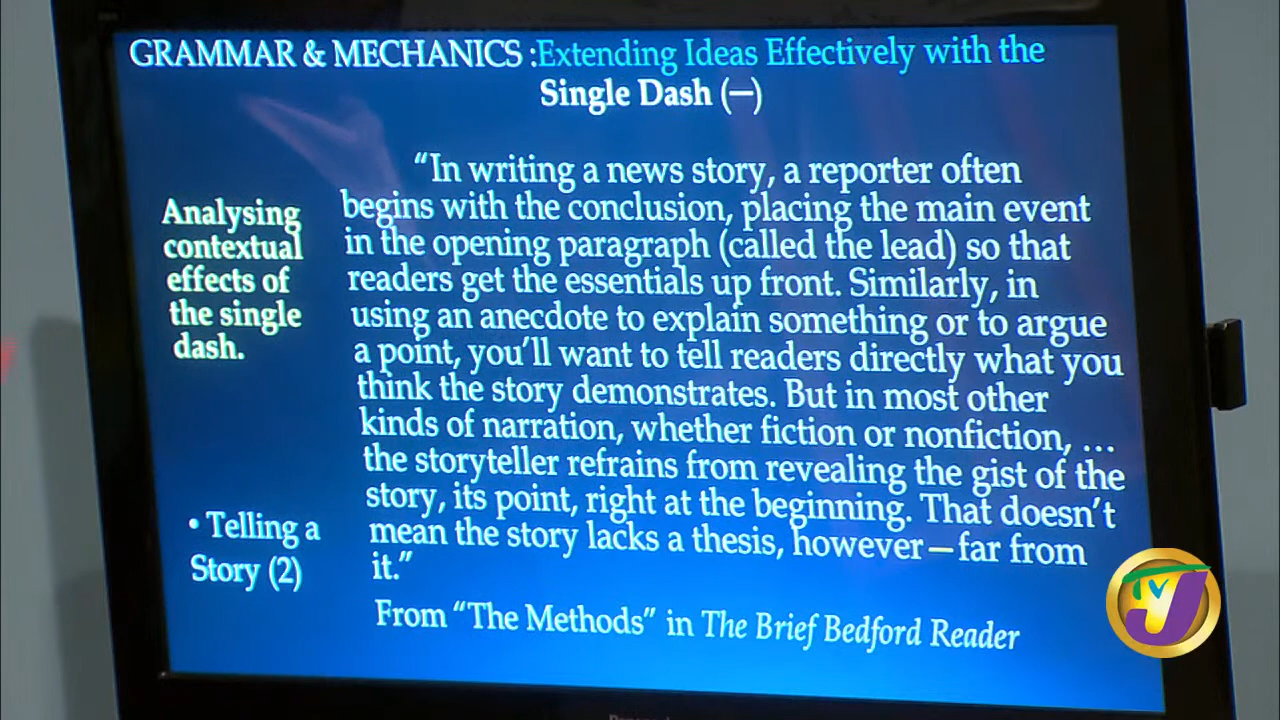 GRAMMAR & MECHANICS :Extending Ideas Effectively with the
Single Dash (—)
Analysing
contextual
effects of
the single
dash.
• Telling a
Story (2)
“In writing a news story, a reporter often
begins with the conclusion, placing the main event
in the opening paragraph (called the lead) so that
readers get the essentials up front. Similarly, in
using an anecdote to explain something or to argue
a point, you’ll want to tell readers directly what you
think the story demonstrates. But in most other
kinds of narration, whether fiction or nonfiction, …
the storyteller refrains from revealing the gist of the
story, its point, right at the beginning. That doesn’t
mean the story lacks a thesis, however—far from
it.”
From “The Methods” in The Brief Bedford Reader
TVJ